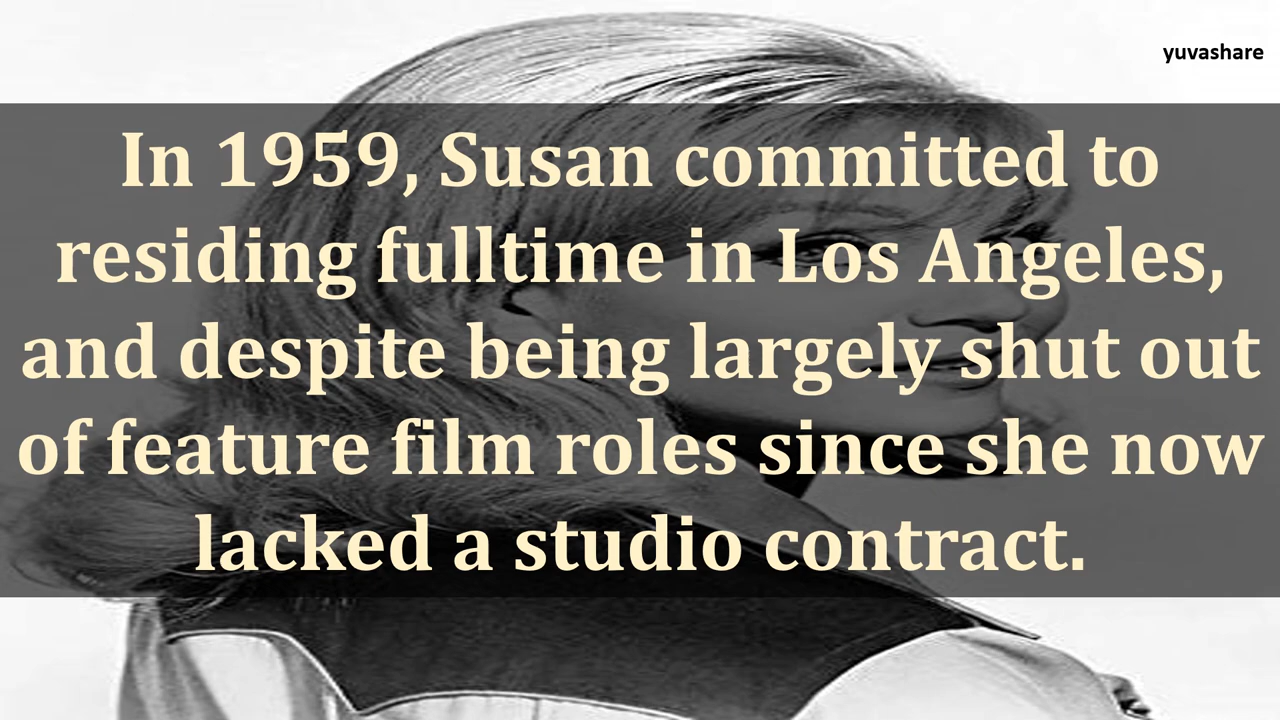 yuvashare
In 1959, Susan committed to
residing fulltime in Los Angeles,
and despite being largely shut out
of feature film roles since she now
lacked a studio contract.